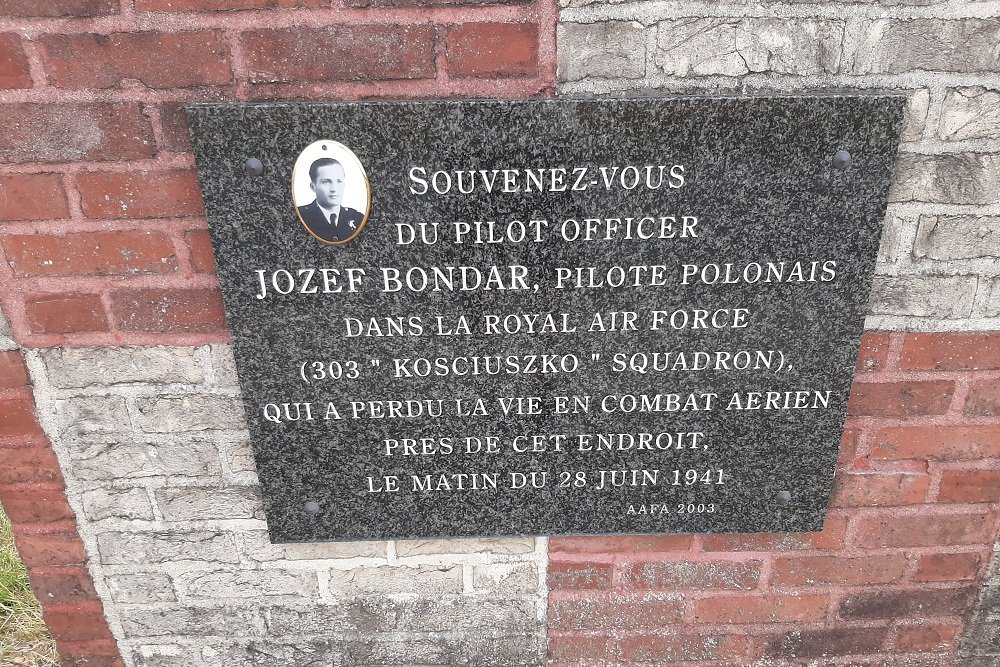 SOUVENEZ-VOUS
DU PILOT OFFICER
JOZEF BONDAR, PILOTE POLONAIS
DANS LA ROYAL AIR FORCE
(303 " KOSCIUSZKO " SQUADRON),
QUI A PERDU LA VIE EN COMBAT AERIEN
PRES DE CET ENDROIT,
LE MATIN DU 28 JUIN 1941
AAFA 2003